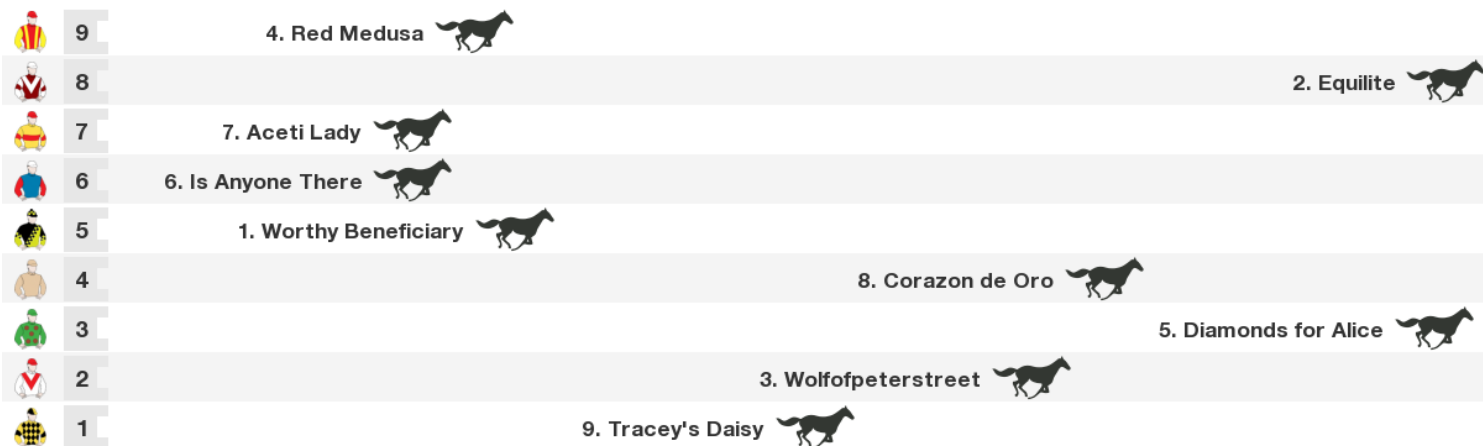 9 4. Red Medusa
8 2. Equilite
7 7. Aceti Lady
6 6. Is Anyone There
5 1. Worthy Beneficiary
4 8. Corazon de Oro
3 5. Diamonds for Alice
2 3. Wolfofpeterstreet
1 9. Tracey's Daisy